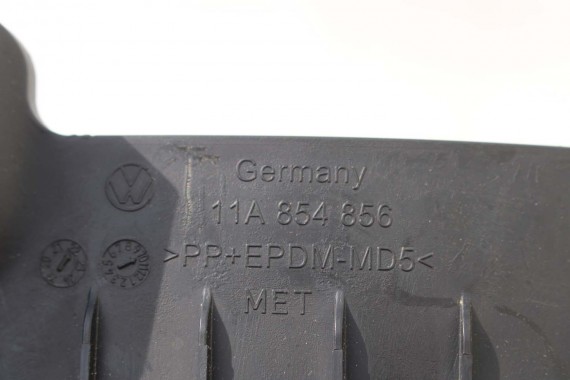 Germany
11A 854 856
>PP+EPDM-MD5<
MET